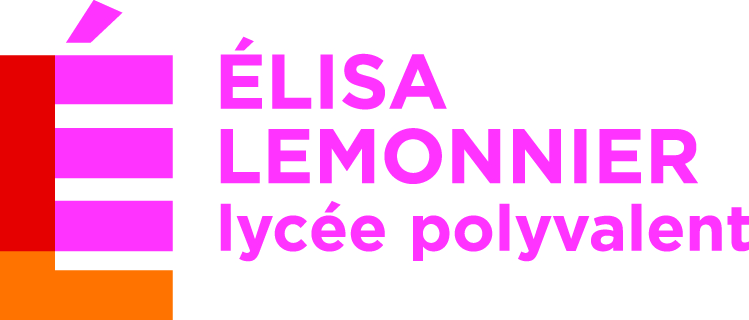 ÉLISA
LEMONNIER
lycée polyvalent